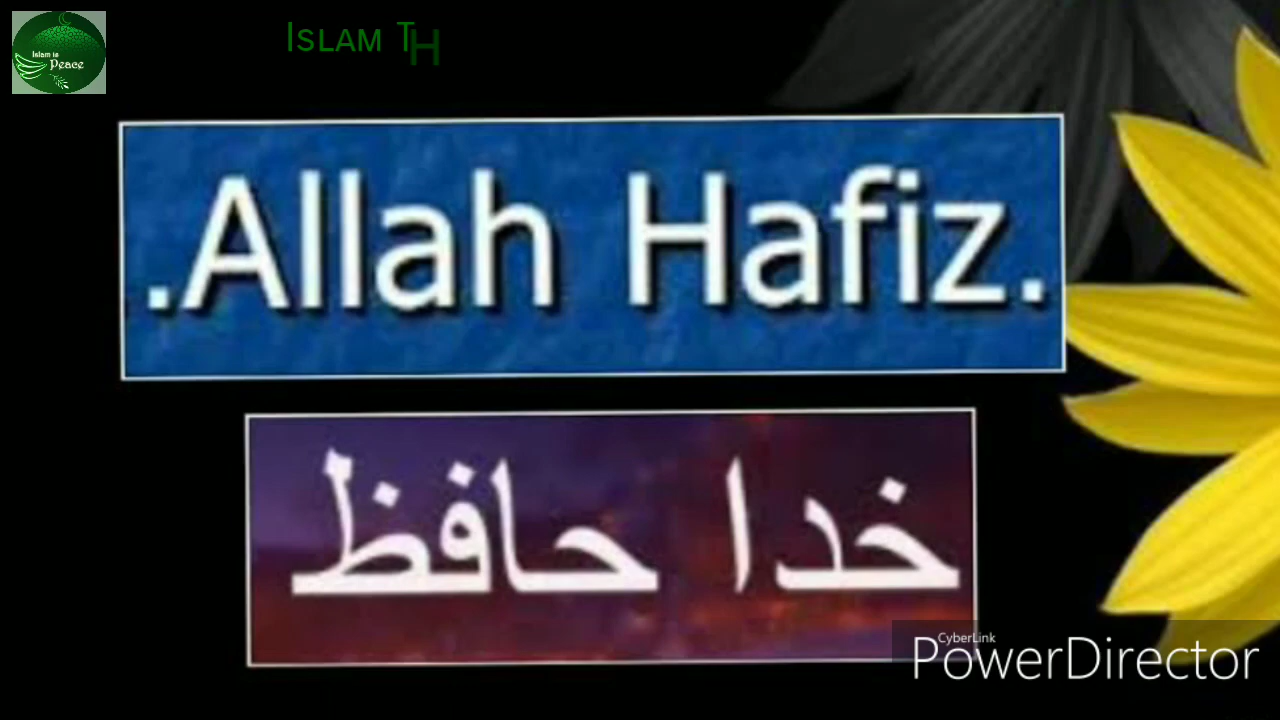 Islam is
Peace
ISLAM TH
.Allah Hafiz.
خدا حافظ
CyberLink
PowerDirector